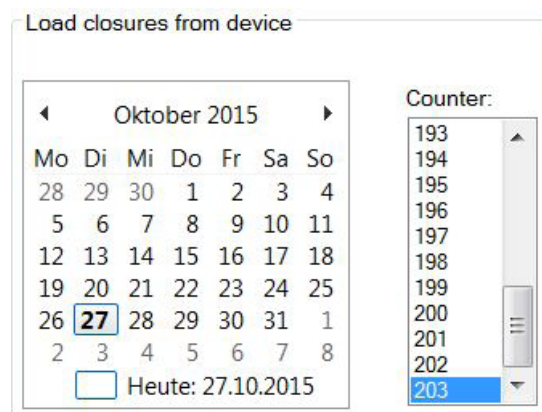 Load closures from device
Oktober 2015
Mo Di Mi Do Fr Sa So
28 29 30 1 2 3 4
5 6 7 8 9 10 11
12 13 14 15 16 17 18
19 20 21 22 23 24 25
26 27 28 29 30 31 1
2 3 4 5 6 7 8
Heute: 27.10.2015
Counter:
193
194
195
196
197
198
199
200
201
202
203